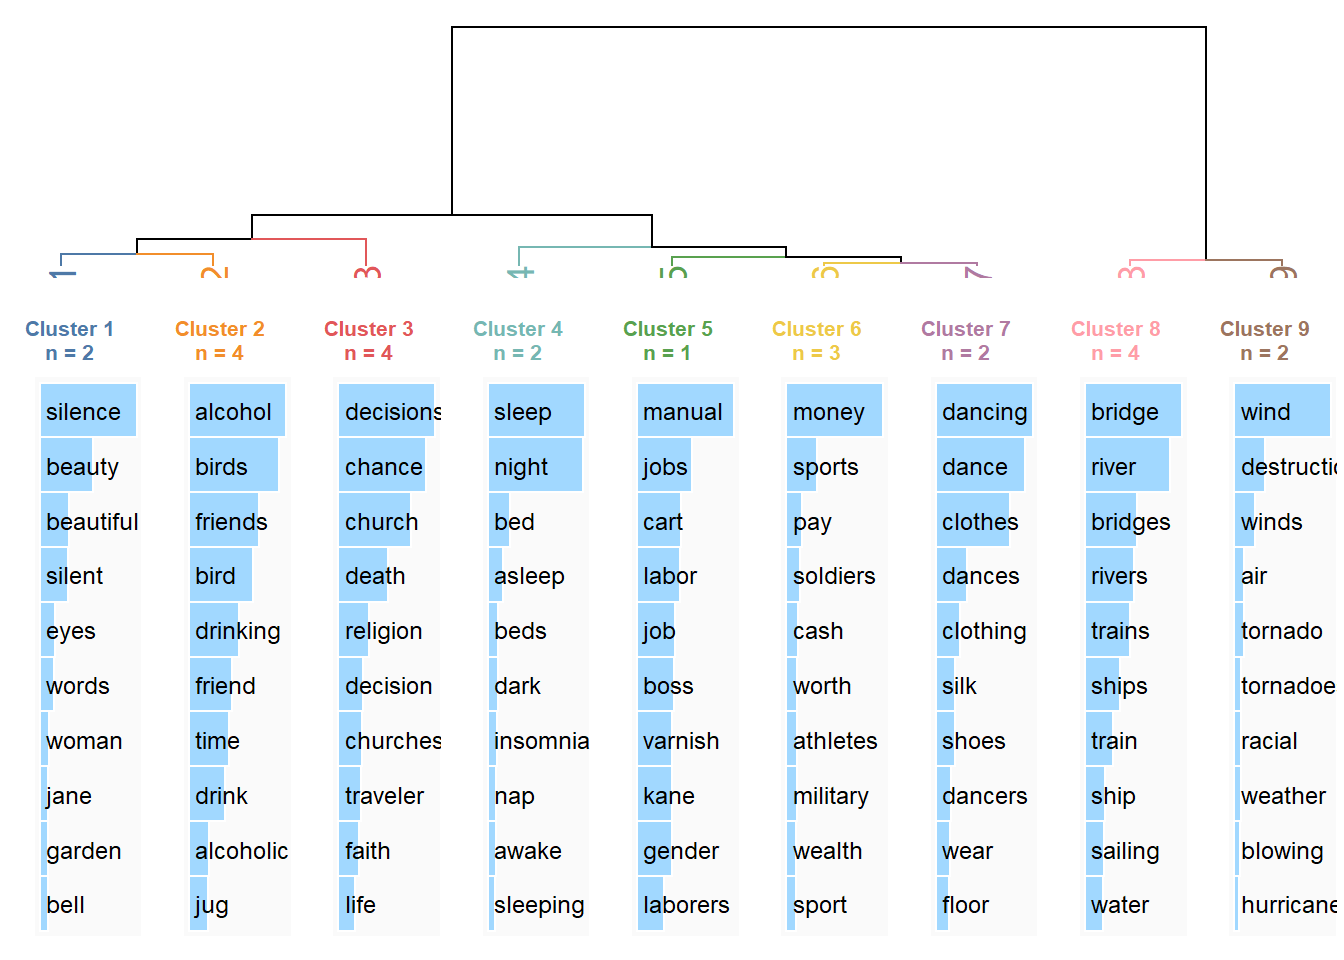 1 2 3 4 5 6 7 8 9
Cluster 1 Cluster 2 Cluster 3 Cluster 4 Cluster 5 Cluster 6 Cluster 7 Cluster 8 Cluster 9
n = 2 n = 4 n = 4 n = 2 n = 1 n = 3 n = 2 n = 4 n = 2
silence alcohol decisions sleep manual money dancing bridge wind
beauty birds chance night jobs sports dance river destructio
beautiful friends church bed cart pay clothes bridges winds
silent bird death asleep labor soldiers dances rivers air
eyes drinking religion beds job cash clothing trains tornado
words friend decision dark boss worth silk ships tornadoe
woman time churches insomnia varnish athletes shoes train racial
jane drink traveler nap kane military dancers ship weather
garden alcoholic faith awake gender wealth wear sailing blowing
bell jug life sleeping laborers sport floor water hurricane